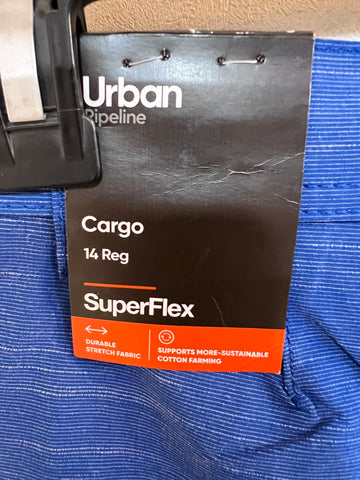 Urban
Pipeline
Cargo
14 Reg
SuperFlex
DURABLE
STRETCH FABRIC
SUPPORTS MORE-SUSTAINABLE
COTTON FARMING